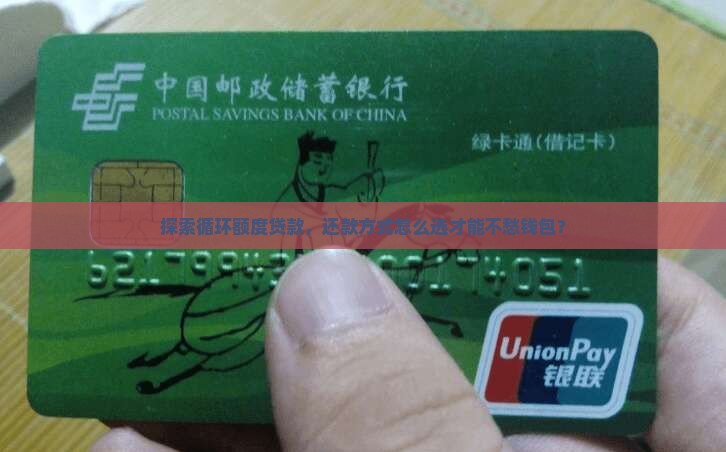 中国邮政储蓄银行
POSTAL SAVINGS BANK OF CHINA
绿卡通(借记卡)
探索循环额度贷款，还款方式怎么选才能不愁钱包？
UnionPay
银联